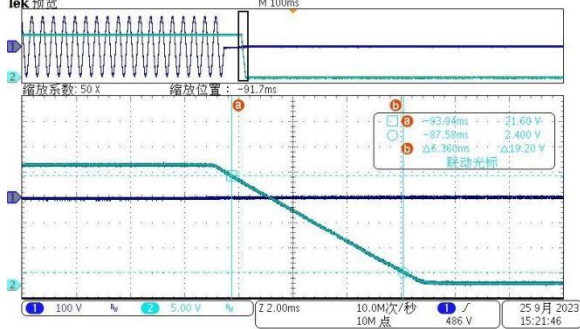 Tek 预览
M 100ms
1
2
缩放系数: 50 X 缩放位置: -91.7ms
a
b
a -93.94ms 21.60 V
-87.58ms 2.400 V
b △6.360ms △19.20 V
联动光标
1
2
1 100 V
2 5.00 V
Z 2.00ms
10.0M次/秒
10M 点
1
486 V
25 9月 2023
15:21:46